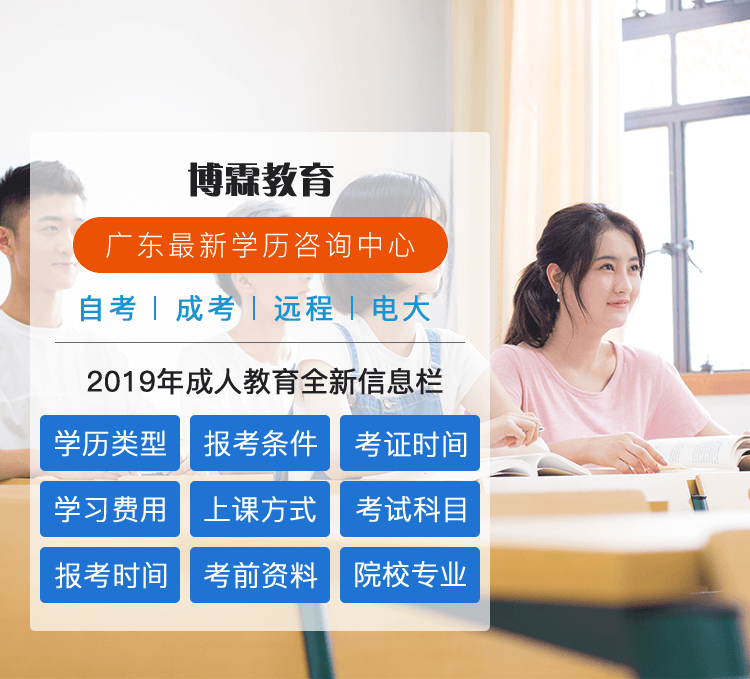 博霖教育
广东最新学历咨询中心
自考 | 成考 | 远程 | 电大
2019年成人教育全新信息栏
学历类型 报考条件 考证时间
学习费用 上课方式 考试科目
报考时间 考前资料 院校专业